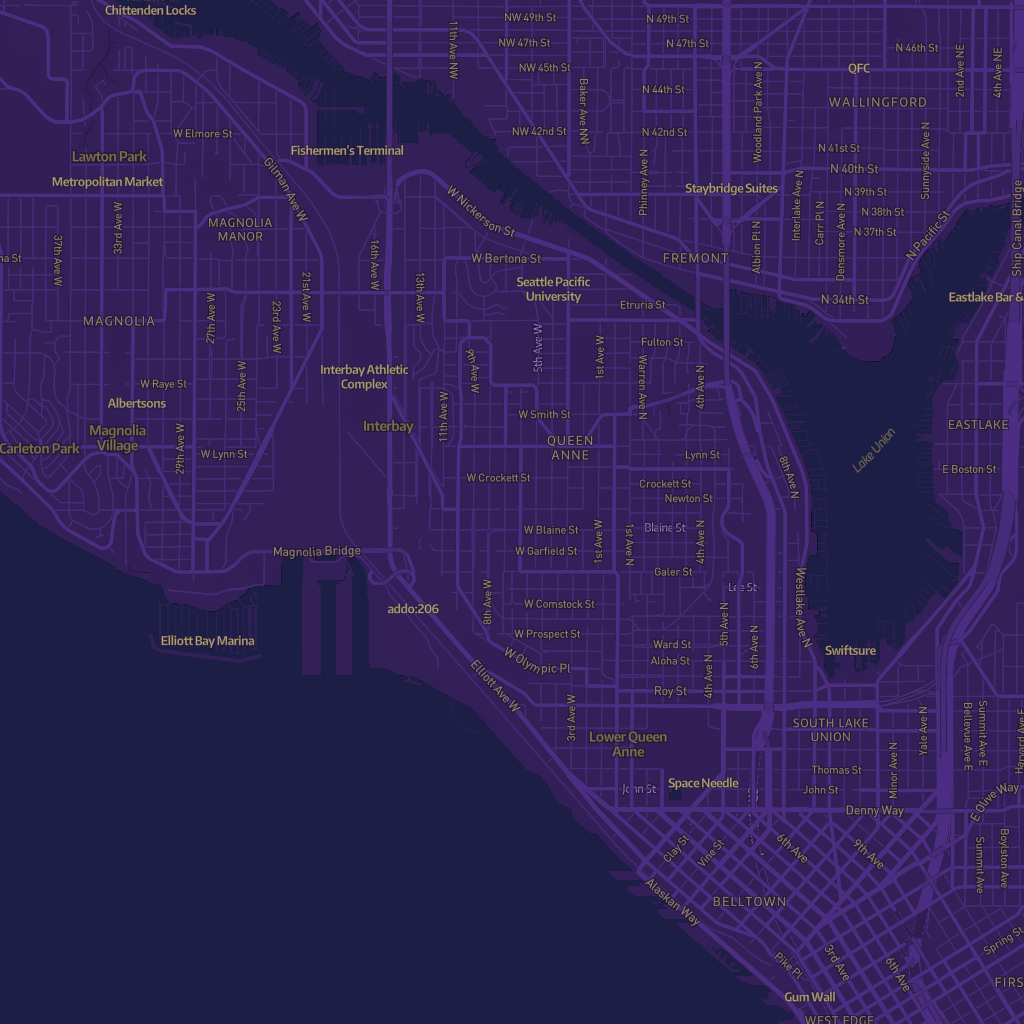 Chittenden Locks
11th Ave NW
NW 49th St
N 49th St
NW 47th St
N 47th St
N 46th St
2nd Ave NE
4th Ave NE
NW 45th St
QFC
Baker Ave NW
N 44th St
Woodland Park Ave N
WALLINGFORD
W Elmore St
NW 42nd St
N 42nd St
Fishermen's Terminal
Lawton Park
N 41st St
Sunnyside Ave N
Metropolitan Market
Gilman Ave W
Phinney Ave N
N 40th St
Staybridge Suites
Interlake Ave N
N 39th St
33rd Ave W
W Nickerson St
Carr Pl N
Densmore Ave N
N 38th St
MAGNOLIA
MANOR
N 37th St
N Pacific St
Ship Canal Bridge
37th Ave W
16th Ave W
Albion Pl N
W Bertona St
FREMONT
Seattle Pacific
University
21st Ave W
13th Ave W
Etruria St
N 34th St
Eastlake Bar &
MAGNOLIA
27th Ave W
23rd Ave W
5th Ave W
1st Ave W
Fulton St
9th Ave W
Interbay Athletic
Complex
W Raye St
25th Ave W
Warren Ave N
4th Ave N
Albertsons
11th Ave W
W Smith St
Magnolia
Village
Interbay
QUEEN
ANNE
EASTLAKE
Carleton Park
29th Ave W
W Lynn St
Lynn St
Lake Union
8th Ave N
E Boston St
W Crockett St
Crockett St
Newton St
W Blaine St
1st Ave W
1st Ave N
Blaine St
4th Ave N
Magnolia Bridge
W Garfield St
Galer St
Lee St
Westlake Ave N
addo:206
8th Ave W
W Comstock St
5th Ave N
6th Ave N
Elliott Bay Marina
W Prospect St
Ward St
Swiftsure
W Olympic Pl
Aloha St
4th Ave N
Elliott Ave W
Roy St
3rd Ave W
SOUTH LAKE
UNION
Yale Ave N
Bellevue Ave E
Summit Ave E
Harvard Ave E
Lower Queen
Anne
Minor Ave N
Thomas St
Space Needle
John St
John St
Denny Way
E Olive Way
Clay St
Vine St
6th Ave
9th Ave
Summit Ave
Boylston Ave
Alaskan Way
BELLTOWN
Spring St
Pike Pl
3rd Ave
6th Ave
FIRS
Gum Wall
WEST EDGE